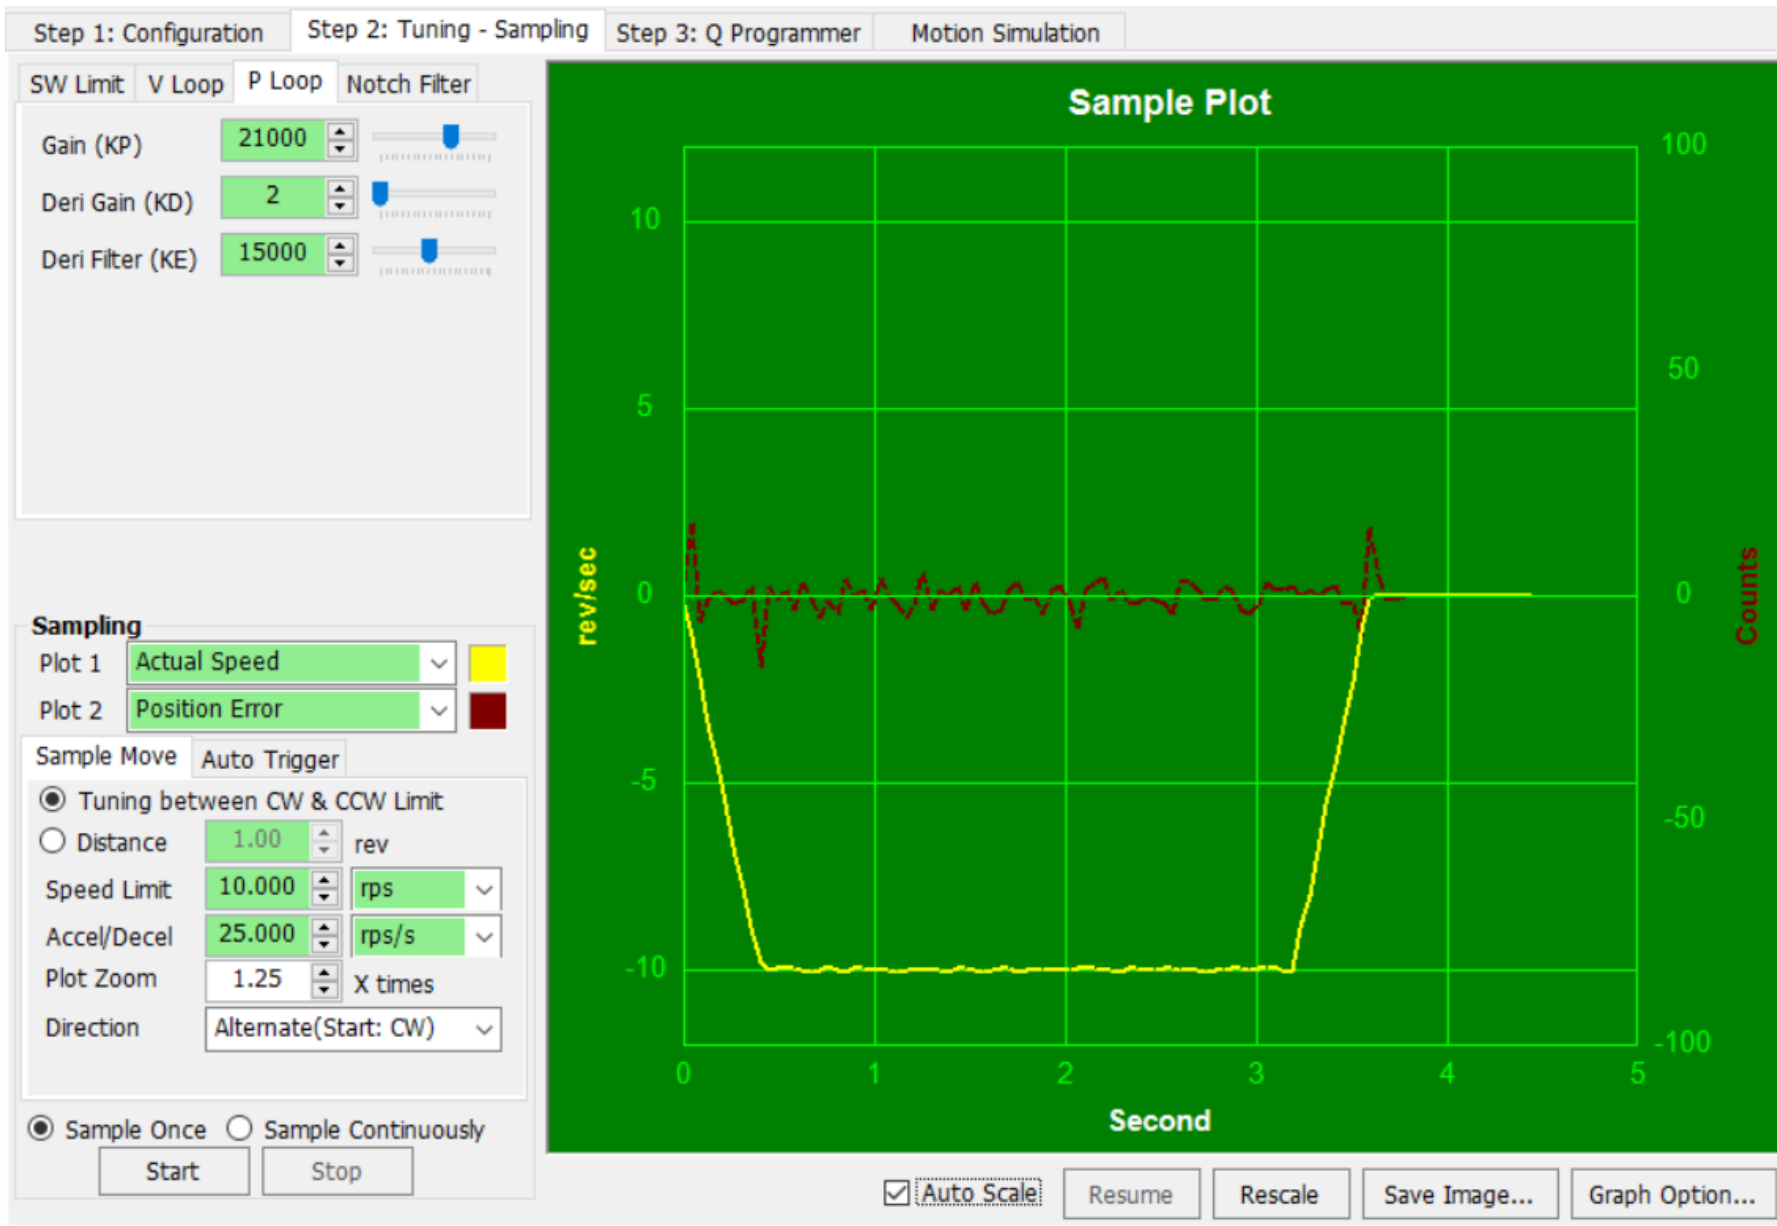 Step 1: Configuration Step 2: Tuning - Sampling Step 3: Q Programmer Motion Simulation
SW Limit V Loop P Loop Notch Filter
Gain (KP) 21000
Deri Gain (KD) 2
Deri Filter (KE) 15000
Sampling
Plot 1 Actual Speed
Plot 2 Position Error
Sample Move Auto Trigger
Tuning between CW & CCW Limit
Distance 1.00 rev
Speed Limit 10.000 rps
Accel/Decel 25.000 rps/s
Plot Zoom 1.25 X times
Direction Alternate(Start: CW)
Sample Once Sample Continuously
Start Stop
Sample Plot
100
10
50
5
0 0
-5
-50
-10
-100
rev/sec
Counts
0 1 2 3 4 5
Second
Auto Scale Resume Rescale Save Image... Graph Option...